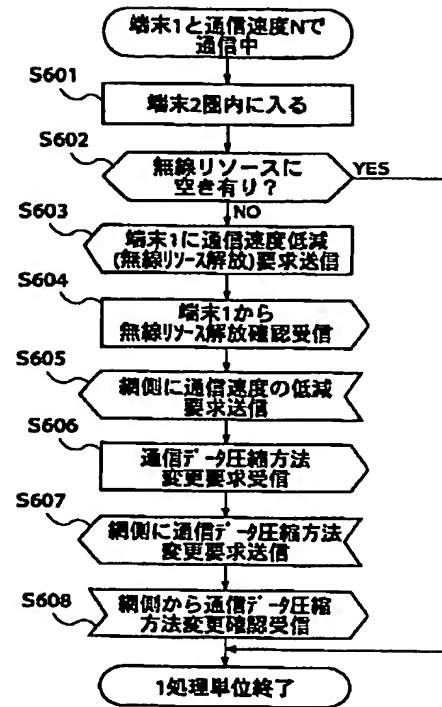 端末1と通信速度Nで
通信中
S601
端末2圏内に入る
S602
無線リソースに
空き有り?
YES
NO
S603
端末1に通信速度低減
(無線リソース解放)要求送信
S604
端末1から
無線リソース解放確認受信
S605
網側に通信速度の低減
要求送信
S606
通信データ圧縮方法
変更要求受信
S607
網側に通信データ圧縮方法
変更要求送信
S608
網側から通信データ圧縮
方法変更確認受信
1処理単位終了